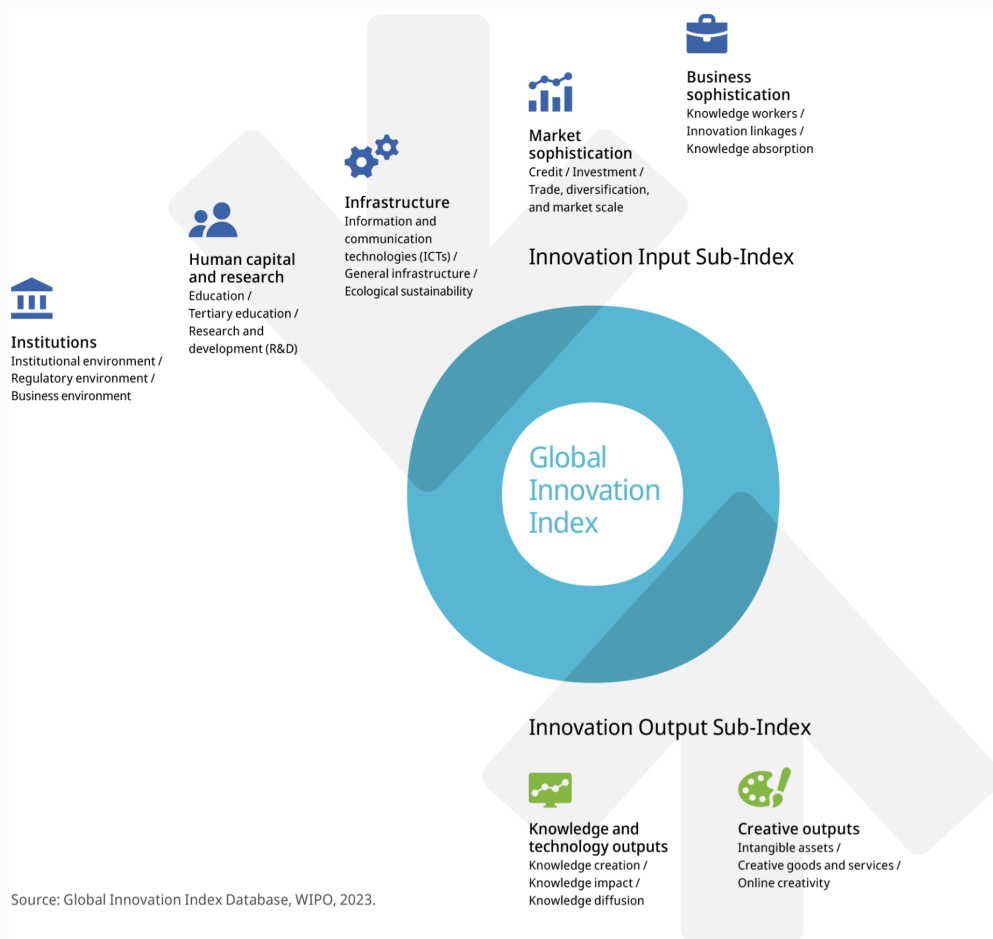 Business
sophistication
Knowledge workers /
Innovation linkages /
Knowledge absorption
Market
sophistication
Credit / Investment /
Trade, diversification,
and market scale
Infrastructure
Information and
communication
technologies (ICTs) /
General infrastructure /
Ecological sustainability
Human capital
and research
Education /
Tertiary education /
Research and
development (R&D)
Institutions
Institutional environment /
Regulatory environment /
Business environment
Innovation Input Sub-Index
Global
Innovation
Index
Innovation Output Sub-Index
Knowledge and
technology outputs
Knowledge creation /
Knowledge impact /
Knowledge diffusion
Creative outputs
Intangible assets /
Creative goods and services /
Online creativity
Source: Global Innovation Index Database, WIPO, 2023.